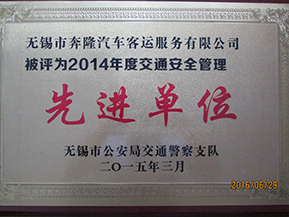 无锡市奔隆汽车客运服务有限公司
被评为2014年度交通安全管理
先进单位
无锡市公安局交通警察支队
二〇一五年三月
2016/06/29